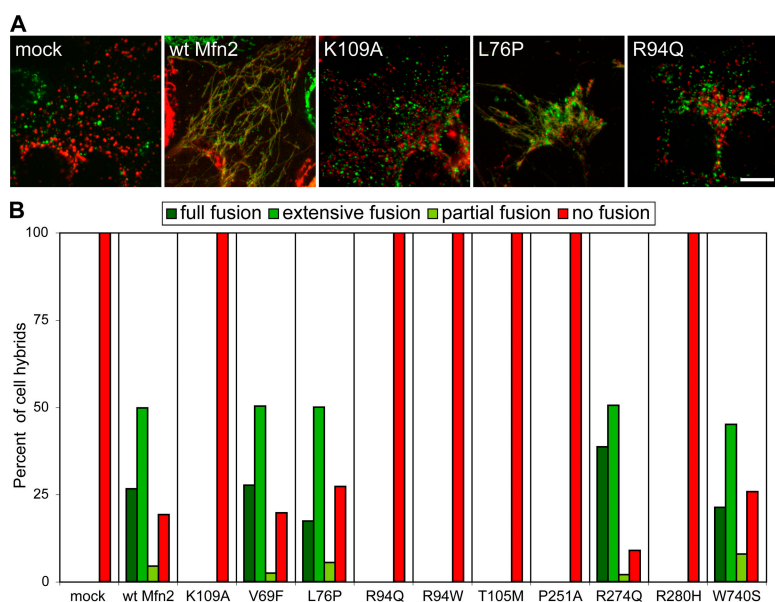 A
mock wt Mfn2 K109A L76P R94Q
B
full fusion extensive fusion partial fusion no fusion
100
75
50
25
0
Percent of cell hybrids
mock wt Mfn2 K109A V69F L76P R94Q R94W T105M P251A R274Q R280H W740S